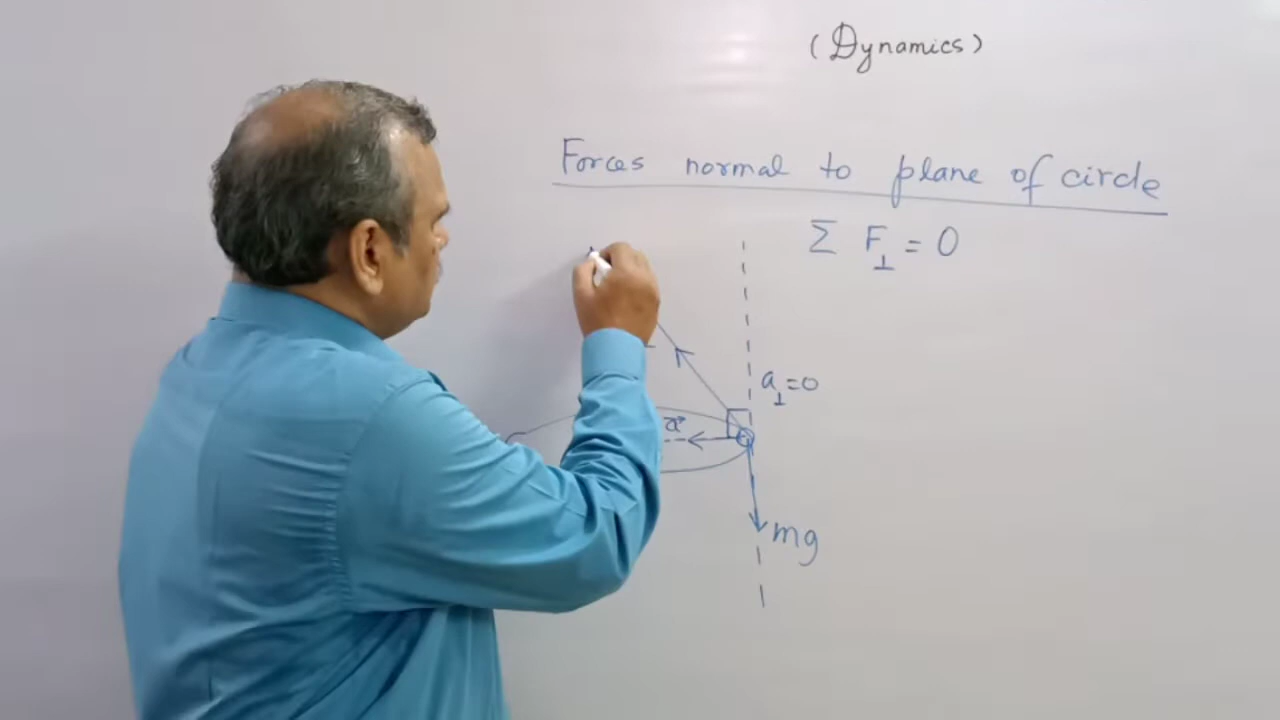 (Dynamics)
Forces normal to plane of circle
Σ F⊥ = 0
a⊥=0
a⃗
mg